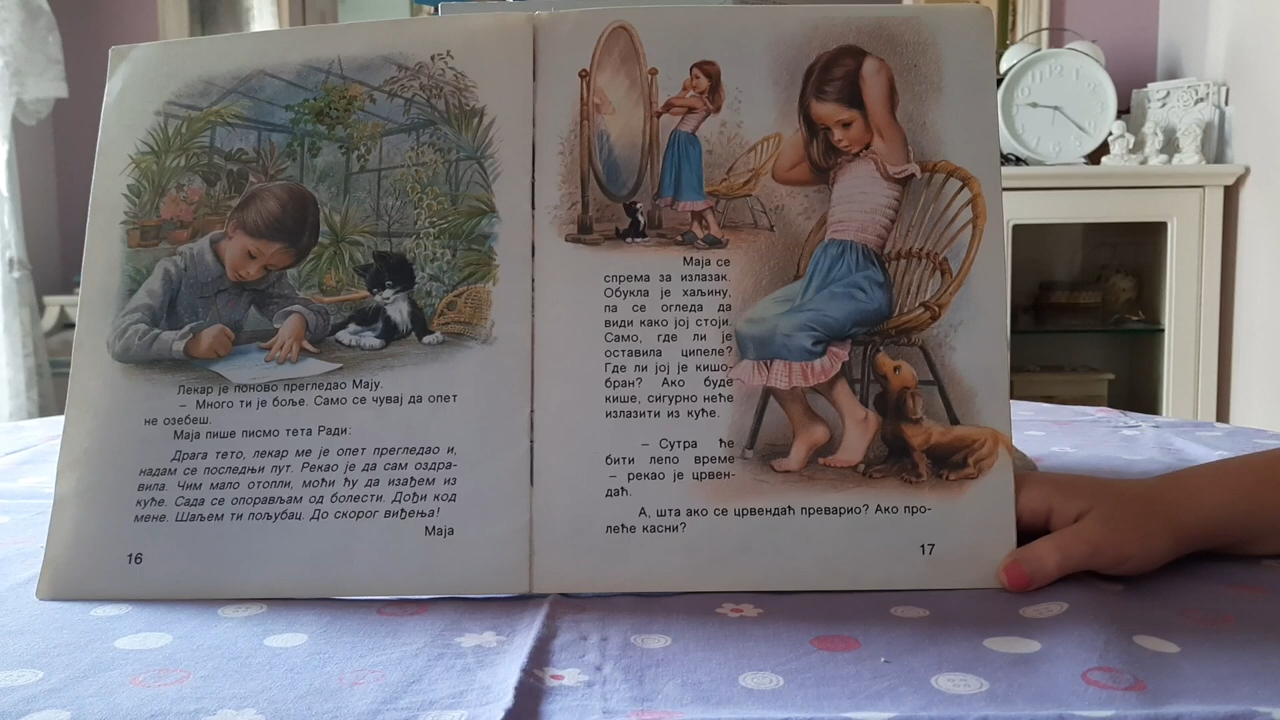 Лекар је поново прегледао Мају.
– Много ти је боље. Само се чувај да опет
не озебеш.
Маја пише писмо тета Ради:
Драга тето, лекар ме је опет прегледао и,
надам се последњи пут. Рекао је да сам оздра-
вила. Чим мало отопли, моћи ћу да изађем из
куће. Сада се опорављам од болести. Дођи код
мене. Шаљем ти пољубац. До скорог виђења!
Маја
16
Маја се
спрема за излазак.
Обукла је хаљину,
па се огледа да
види како јој стоји.
Само, где ли је
оставила ципеле?
Где ли јој је кишо-
бран? Ако буде
кише, сигурно неће
излазити из куће.
– Сутра ће
бити лепо време
– рекао је црвен-
даћ.
А, шта ако се црвендаћ преварио? Ако про-
леће касни?
17